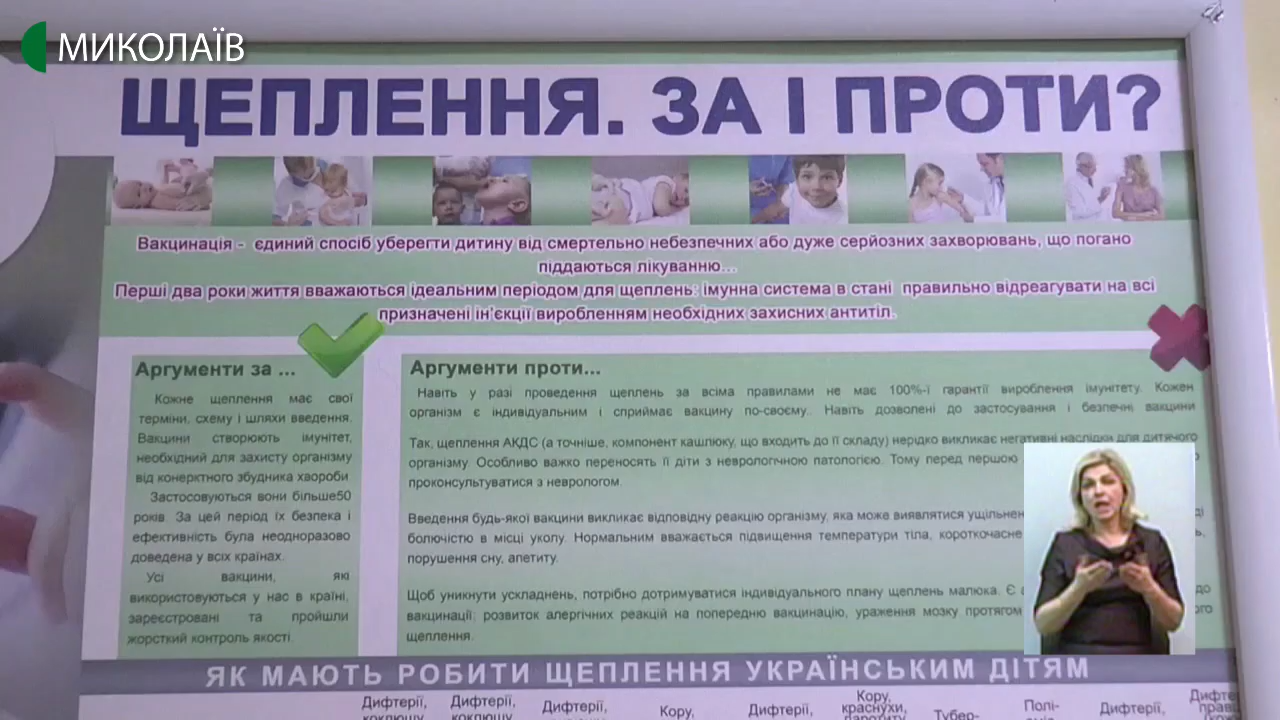 МИКОЛАЇВ
ЩЕПЛЕННЯ. ЗА І ПРОТИ?
Вакцинація - єдиний спосіб уберегти дитину від смертельно небезпечних або дуже серйозних захворювань, що погано
піддаються лікуванню...
Перші два роки життя вважаються ідеальним періодом для щеплень: імунна система в стані правильно відреагувати на всі
призначені ін'єкції виробленням необхідних захисних антитіл.
Аргументи за ...
Кожне щеплення має свої
терміни, схему і шляхи введення.
Вакцини створюють імунітет,
необхідний для захисту організму
від конерктного збудника хвороби
Застосовуються вони більше50
років. За цей період їх безпека і
ефективність була неодноразово
доведена у всіх країнах.
Усі вакцини, які
використовуються у нас в країні,
зареєстровані та пройшли
жорсткий контроль якості.
Аргументи проти...
Навіть у разі проведення щеплень за всіма правилами не має 100%-ї гарантії вироблення імунітету. Кожен
організм є індивідуальним і сприймає вакцину по-своєму. Навіть дозволені до застосування і безпечні вакцини
Так, щеплення АКДС (а точніше, компонент кашлюку, що входить до її складу) нерідко викликає негативні наслідки для дитячого
організму. Особливо важко переносять її діти з неврологічною патологією. Тому перед першою
проконсультуватися з неврологом.
Введення будь-якої вакцини викликає відповідну реакцію організму, яка може виявлятися
болючістю в місці уколу. Нормальним вважається підвищення температури тіла, короткочасне
порушення сну, апетиту.
Щоб уникнути ускладнень, потрібно дотримуватися індивідуального плану щеплень малюка. Є до
вакцинації: розвиток алергічних реакцій на попередню вакцинацію, ураження мозку протягом
щеплення.
ЯК МАЮТЬ РОБИТИ ЩЕПЛЕННЯ УКРАЇНСЬКИМ ДІТЯМ
Дифтерії, Дифтерії, Дифтерії, Кору, Кору, Тубер- Полі- Дифтерії,
краснухи,